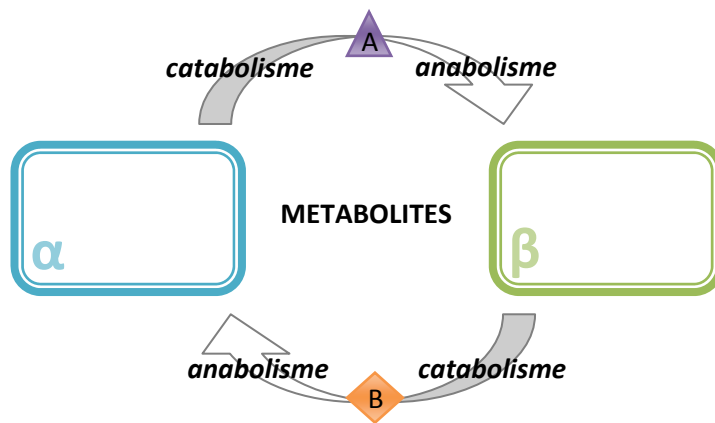 A
catabolisme
anabolisme
METABOLITES
α
β
anabolisme
catabolisme
B